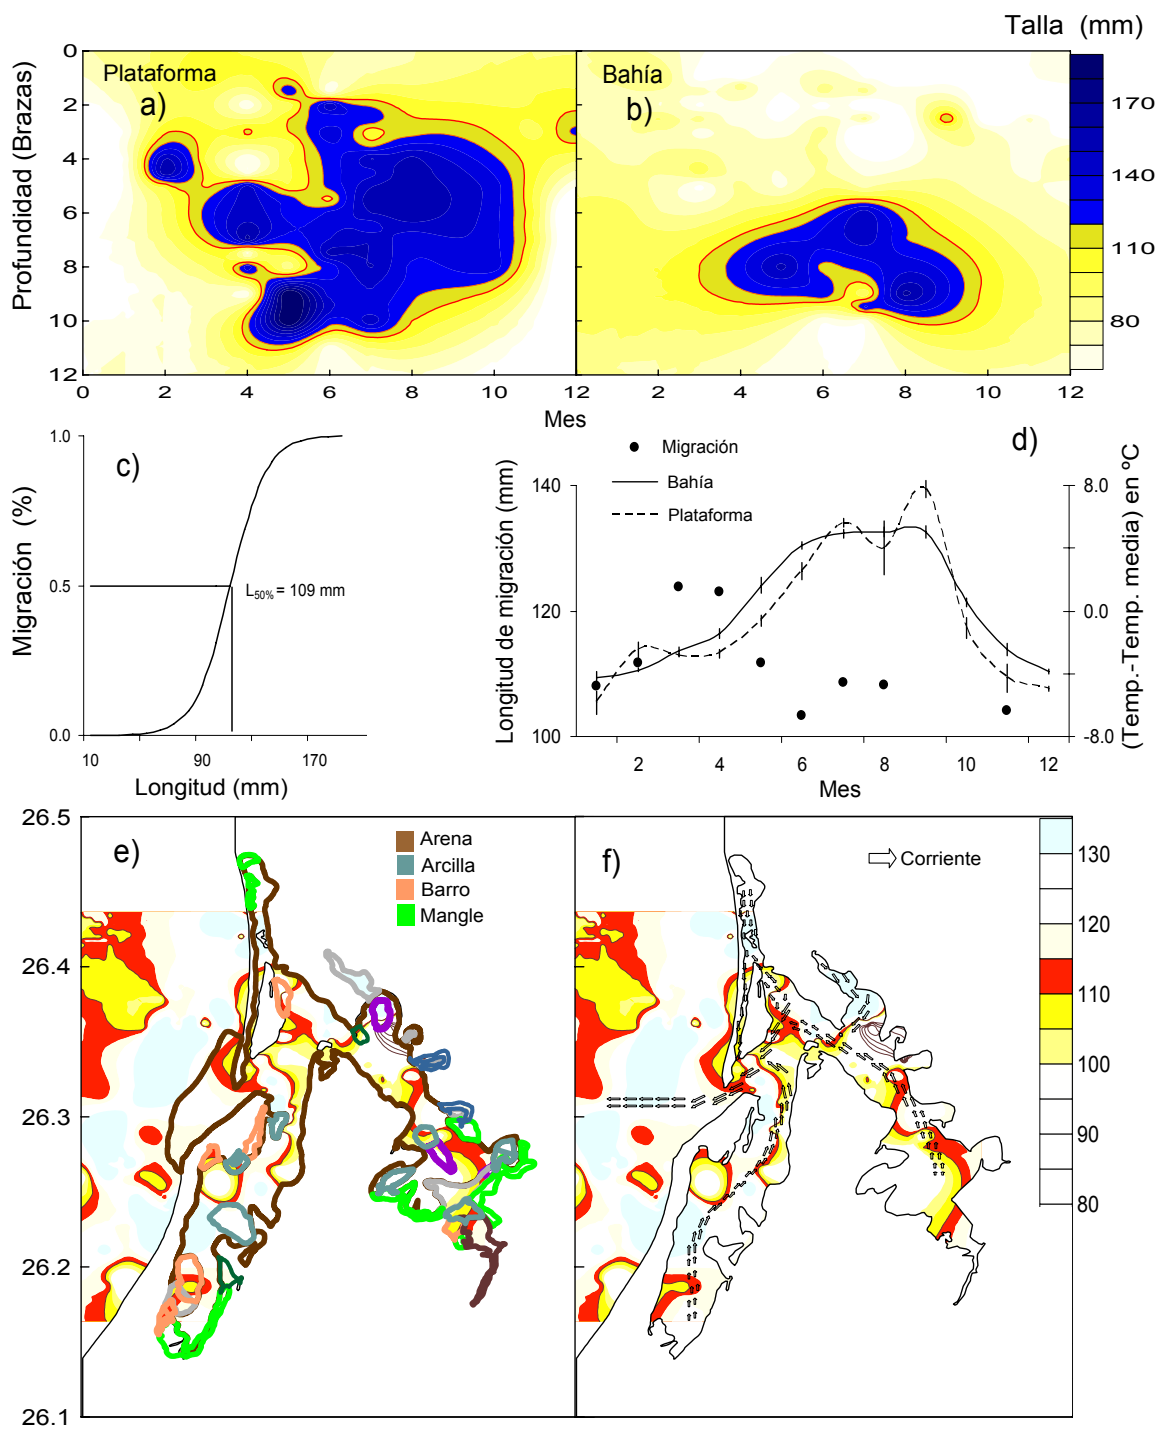 Talla (mm)
Plataforma
a)
Bahía
b)
Profundidad (Brazas)
0
2
4
6
8
10
12
0
2
4
6
8
10
12
2
4
6
8
10
12
Mes
170
140
110
80
c)
Migración (%)
1.0
0.5
0.0
L50% = 109 mm
10
90
170
Longitud (mm)
d)
Migración
Bahía
Plataforma
Longitud de migración (mm)
140
120
100
8.0
0.0
-8.0
(Temp.-Temp. media) en ºC
2
4
6
8
10
12
Mes
26.5
26.4
26.3
26.2
26.1
e)
Arena
Arcilla
Barro
Mangle
f)
Corriente
130
120
110
100
90
80